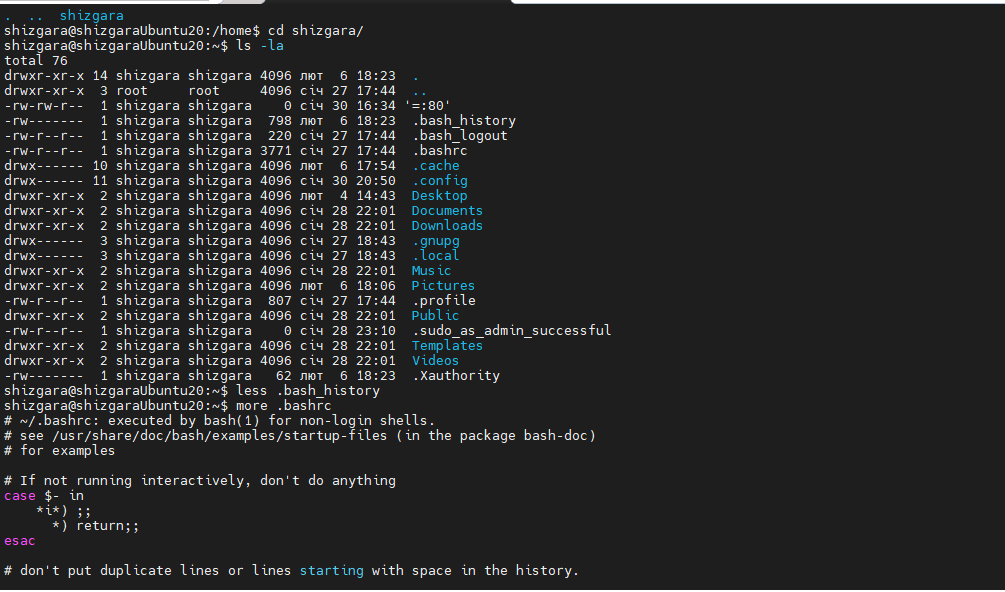 .  ..  shizgara
shizgara@shizgaraUbuntu20:/home$ cd shizgara/
shizgara@shizgaraUbuntu20:~$ ls -la
total 76
drwxr-xr-x 14 shizgara shizgara 4096 лют  6 18:23  .
drwxr-xr-x  3 root     root     4096 січ 27 17:44  ..
-rw-rw-r--  1 shizgara shizgara    0 січ 30 16:34 '=:80'
-rw-------  1 shizgara shizgara  798 лют  6 18:23  .bash_history
-rw-r--r--  1 shizgara shizgara  220 січ 27 17:44  .bash_logout
-rw-r--r--  1 shizgara shizgara 3771 січ 27 17:44  .bashrc
drwx------ 10 shizgara shizgara 4096 лют  6 17:54  .cache
drwx------ 11 shizgara shizgara 4096 січ 30 20:50  .config
drwxr-xr-x  2 shizgara shizgara 4096 лют  4 14:43  Desktop
drwxr-xr-x  2 shizgara shizgara 4096 січ 28 22:01  Documents
drwxr-xr-x  2 shizgara shizgara 4096 січ 28 22:01  Downloads
drwx------  3 shizgara shizgara 4096 січ 27 18:43  .gnupg
drwx------  3 shizgara shizgara 4096 січ 27 18:43  .local
drwxr-xr-x  2 shizgara shizgara 4096 січ 28 22:01  Music
drwxr-xr-x  2 shizgara shizgara 4096 лют  6 18:06  Pictures
-rw-r--r--  1 shizgara shizgara  807 січ 27 17:44  .profile
drwxr-xr-x  2 shizgara shizgara 4096 січ 28 22:01  Public
-rw-r--r--  1 shizgara shizgara    0 січ 28 23:10  .sudo_as_admin_successful
drwxr-xr-x  2 shizgara shizgara 4096 січ 28 22:01  Templates
drwxr-xr-x  2 shizgara shizgara 4096 січ 28 22:01  Videos
-rw-------  1 shizgara shizgara   62 лют  6 18:23  .Xauthority
shizgara@shizgaraUbuntu20:~$ less .bash_history
shizgara@shizgaraUbuntu20:~$ more .bashrc
# ~/.bashrc: executed by bash(1) for non-login shells.
# see /usr/share/doc/bash/examples/startup-files (in the package bash-doc)
# for examples

# If not running interactively, don't do anything
case $- in
    *i*) ;;
      *) return;;
esac

# don't put duplicate lines or lines starting with space in the history.